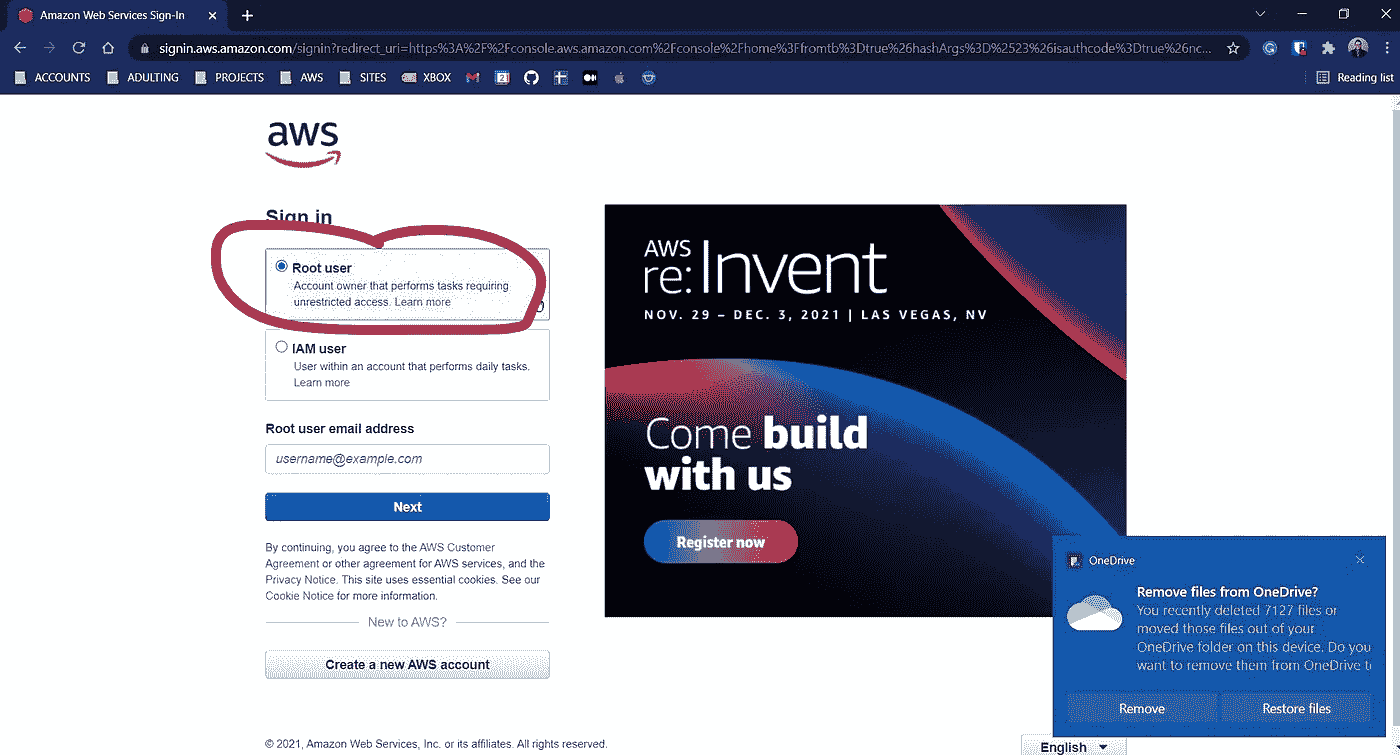 Amazon Web Services Sign-In
signin.aws.amazon.com/signin?redirect_uri=https%3A%2F%2Fconsole.aws.amazon.com%2Fconsole%2Fhome%3Ffromtb%3Dtrue%26hashArgs%3D%2523%26isauthcode%3Dtrue%26nc...
ACCOUNTS ADULTING PROJECTS AWS SITES XBOX Reading list
aws
Sign in
Root user
Account owner that performs tasks requiring
unrestricted access. Learn more
IAM user
User within an account that performs daily tasks.
Learn more
Root user email address
username@example.com
Next
By continuing, you agree to the AWS Customer
Agreement or other agreement for AWS services, and the
Privacy Notice. This site uses essential cookies. See our
Cookie Notice for more information.
New to AWS?
Create a new AWS account
AWS
re:Invent
NOV. 29 – DEC. 3, 2021 | LAS VEGAS, NV
Come build
with us
Register now
OneDrive
Remove files from OneDrive?
You recently deleted 7127 files or
moved those files out of your
OneDrive folder on this device. Do you
want to remove them from OneDrive
Remove Restore files
© 2021, Amazon Web Services, Inc. or its affiliates. All rights reserved.
English